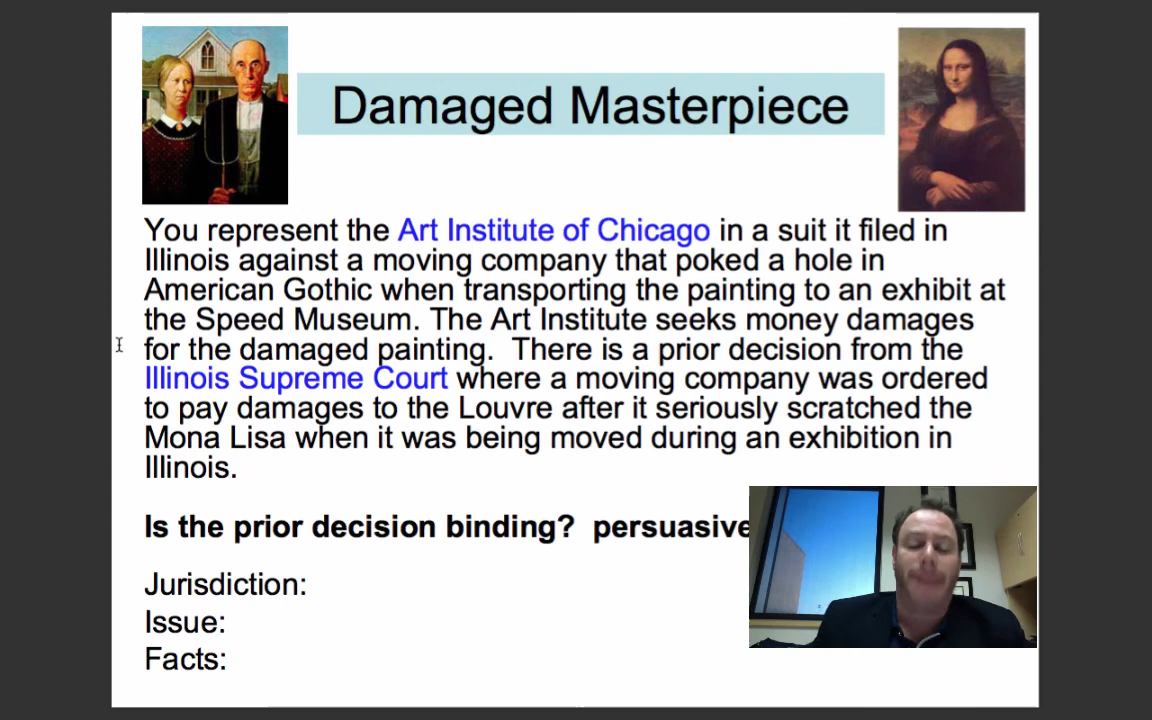 Damaged Masterpiece
You represent the Art Institute of Chicago in a suit it filed in
Illinois against a moving company that poked a hole in
American Gothic when transporting the painting to an exhibit at
the Speed Museum. The Art Institute seeks money damages
for the damaged painting.  There is a prior decision from the
Illinois Supreme Court where a moving company was ordered
to pay damages to the Louvre after it seriously scratched the
Mona Lisa when it was being moved during an exhibition in
Illinois.
Is the prior decision binding?  persuasive
Jurisdiction:
Issue:
Facts: